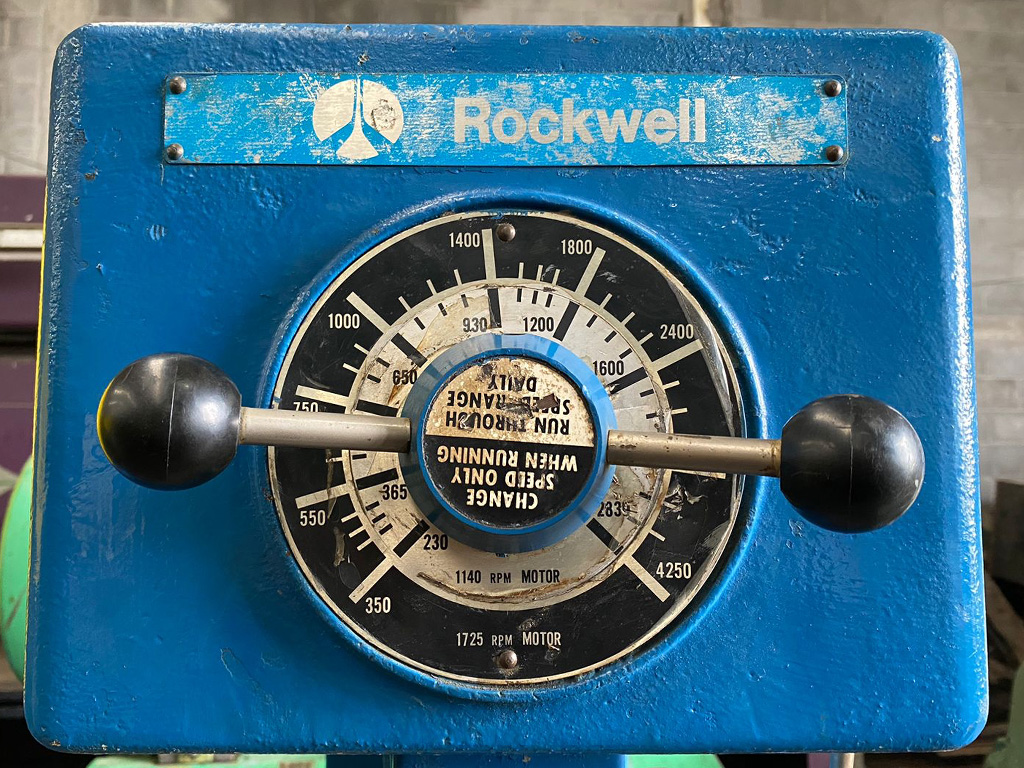 Rockwell
1400
1800
1000
2400
750
550
350
4250
930
1200
650
1600
365
230
1140 RPM MOTOR
1725 RPM MOTOR
CHANGE
SPEED ONLY
WHEN RUNNING
RUN THROUGH
SPEED RANGE
DAILY